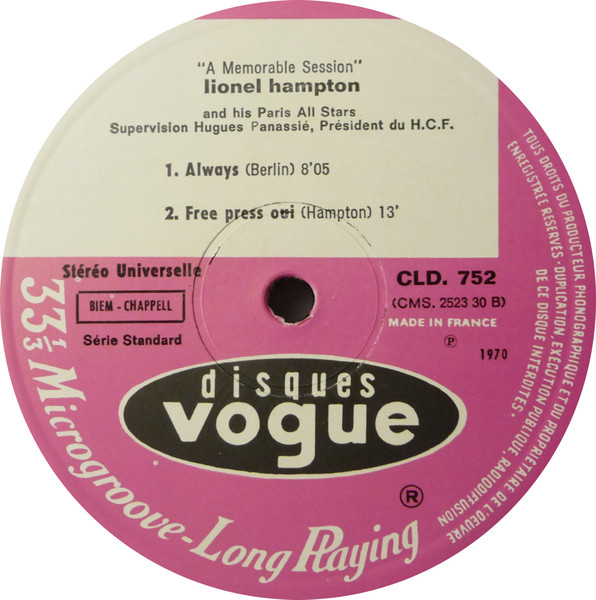 "A Memorable Session"
lionel hampton
and his Paris All Stars
Supervision Hugues Panassié, Président du H.C.F.
1. Always (Berlin) 8'05
2. Free press oui (Hampton) 13'
Stéréo Universelle
BIEM - CHAPPELL
Série Standard
CLD. 752
(CMS. 2523 30 B)
MADE IN FRANCE
℗ 1970
disques
vogue
®
33⅓ Microgroove-Long Playing
TOUS DROITS DU PRODUCTEUR PHONOGRAPHIQUE ET DU PROPRIÉTAIRE DE L'OEUVRE
ENREGISTRÉE RÉSERVÉS · DUPLICATION, EXÉCUTION PUBLIQUE, RADIODIFFUSION
DE CE DISQUE INTERDITES ·